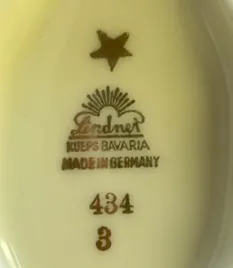 Lindner
KUEPS BAVARIA
MADE IN GERMANY
434
3